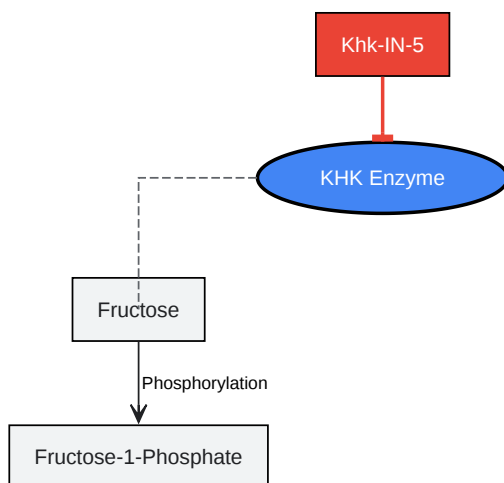 Khk-IN-5
KHK Enzyme
Fructose
Phosphorylation
Fructose-1-Phosphate